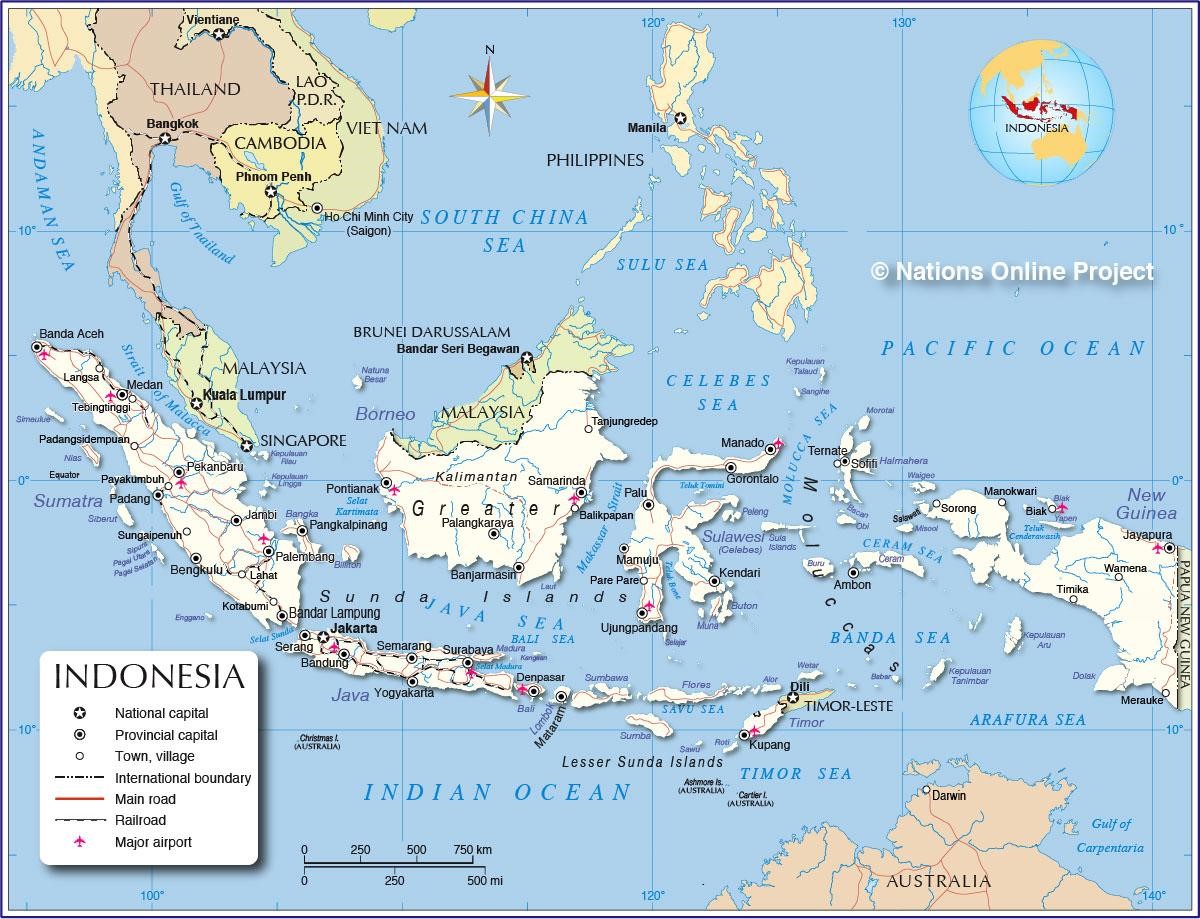 120°
130°
Vientiane
THAILAND
LAO
P.D.R.
VIET NAM
Bangkok
CAMBODIA
Phnom Penh
Ho Chi Minh City
(Saigon)
ANDAMAN SEA
Gulf of Thailand
SOUTH CHINA
SEA
N
Manila
PHILIPPINES
SULU SEA
INDONESIA
10°
10°
© Nations Online Project
PACIFIC OCEAN
BRUNEI DARUSSALAM
Bandar Seri Begawan
Banda Aceh
Langsa
Medan
Tebingtinggi
Strait of Malacca
MALAYSIA
Kuala Lumpur
Natuna
Besar
Borneo
MALAYSIA
CELEBES
SEA
Kepulauan
Talaud
Sangihe
Morotai
Simeulue
Padangsidempuan
Nias
SINGAPORE
Kepulauan
Riau
Tanjungredep
Manado
MOLUCCA SEA
Ternate
Sofifi
Halmahera
Equator
0°
0°
Payakumbuh
Pekanbaru
Kepulauan
Lingga
Kalimantan
Pontianak
Samarinda
Gorontalo
Waigeo
Manokwari
Sumatra
Padang
Siberut
Selat
Kartimata
Greater
Palu
Teluk Tomini
Bacan
Obi
Salawati
Misool
Sorong
Biak
Biak
Yapen
New
Guinea
Jambi
Bangka
Pangkalpinang
Palangkaraya
Balikpapan
Makassar Strait
Peleng
Sulawesi
(Celebes)
Sula
Islands
Moluccas
CERAM SEA
Teluk
Cenderawasih
Jayapura
Sungaipenuh
Sipura
Pagai Utara
Pagai Selatan
Palembang
Billiton
Mamuju
Buru
Ceram
Wamena
Bengkulu
Lahat
Banjarmasin
Laut
Pare Pare
Teluk Bone
Kendari
Ambon
Timika
PAPUA NEW GUINEA
Kotabumi
Sunda Islands
Buton
Enggano
Bandar Lampung
JAVA SEA
Ujungpandang
Muna
Selajar
BANDA SEA
Kepulauan
Aru
Selat Sunda
Jakarta
Serang
Bandung
Semarang
Surabaya
BALI SEA
Madura
Kangean
Selat Madura
Wetar
Babar
Kepulauan
Tanimbar
Dolak
Merauke
Java
Yogyakarta
Denpasar
Bali
Lombok
Mataram
Sumbawa
Flores
Alor
Dili
TIMOR-LESTE
SAVU SEA
Timor
Sumba
Sawu
Roti
Kupang
ARAFURA SEA
10°
10°
Christmas I.
(AUSTRALIA)
Lesser Sunda Islands
TIMOR SEA
Ashmore Is.
(AUSTRALIA)
Cartier I.
(AUSTRALIA)
INDIAN OCEAN
Darwin
Gulf of
Carpentaria
AUSTRALIA
INDONESIA
National capital
Provincial capital
Town, village
International boundary
Main road
Railroad
Major airport
0 250 500 750 km
0 250 500 mi
100°
120°
140°